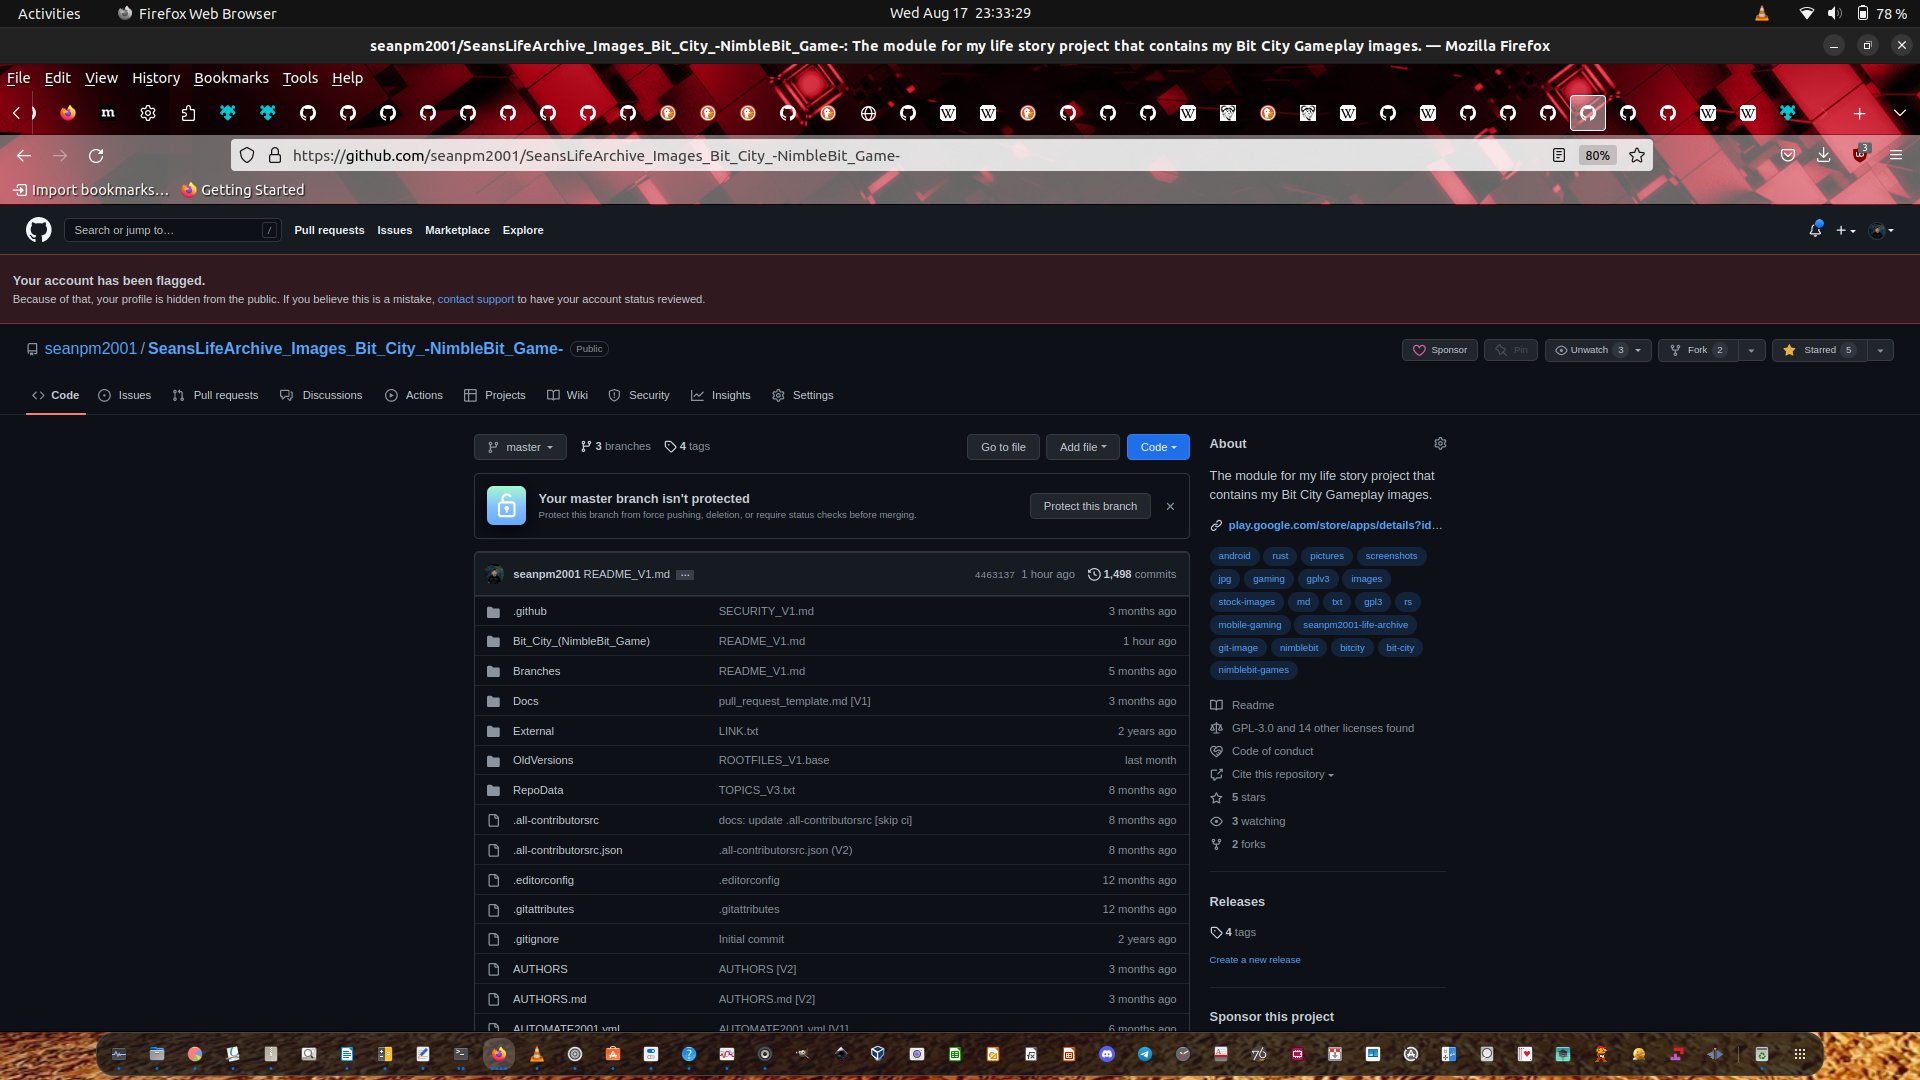 Activities
Firefox Web Browser
Wed Aug 17  23:33:29
78 %
seanpm2001/SeansLifeArchive_Images_Bit_City_-NimbleBit_Game-: The module for my life story project that contains my Bit City Gameplay images. — Mozilla Firefox
File Edit View History Bookmarks Tools Help
https://github.com/seanpm2001/SeansLifeArchive_Images_Bit_City_-NimbleBit_Game-
80%
3
Import bookmarks… Getting Started
Search or jump to…
/
Pull requests Issues Marketplace Explore
Your account has been flagged.
Because of that, your profile is hidden from the public. If you believe this is a mistake, contact support to have your account status reviewed.
seanpm2001 / SeansLifeArchive_Images_Bit_City_-NimbleBit_Game- Public
Sponsor Pin Unwatch 3 Fork 2 Starred 5
Code Issues Pull requests Discussions Actions Projects Wiki Security Insights Settings
master 3 branches 4 tags
Go to file Add file Code
Your master branch isn't protected
Protect this branch from force pushing, deletion, or require status checks before merging.
Protect this branch
seanpm2001 README_V1.md … 4463137 1 hour ago 1,498 commits
.github SECURITY_V1.md 3 months ago
Bit_City_(NimbleBit_Game) README_V1.md 1 hour ago
Branches README_V1.md 5 months ago
Docs pull_request_template.md [V1] 3 months ago
External LINK.txt 2 years ago
OldVersions ROOTFILES_V1.base last month
RepoData TOPICS_V3.txt 8 months ago
.all-contributorsrc docs: update .all-contributorsrc [skip ci] 8 months ago
.all-contributorsrc.json .all-contributorsrc.json (V2) 8 months ago
.editorconfig .editorconfig 12 months ago
.gitattributes .gitattributes 12 months ago
.gitignore Initial commit 2 years ago
AUTHORS AUTHORS [V2] 3 months ago
AUTHORS.md AUTHORS.md [V2] 3 months ago
AUTOMATE2001.yml AUTOMATE2001.yml [V1] 6 months ago
About
The module for my life story project that
contains my Bit City Gameplay images.
play.google.com/store/apps/details?id…
android rust pictures screenshots
jpg gaming gplv3 images
stock-images md txt gpl3 rs
mobile-gaming seanpm2001-life-archive
git-image nimblebit bitcity bit-city
nimblebit-games
Readme
GPL-3.0 and 14 other licenses found
Code of conduct
Cite this repository
5 stars
3 watching
2 forks
Releases
4 tags
Create a new release
Sponsor this project